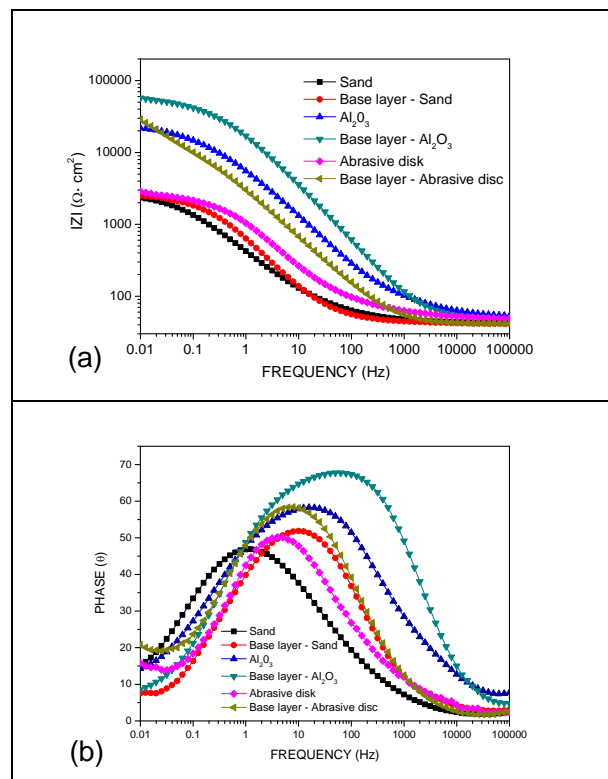 100000
10000
1000
100
IZI (Ω· cm²)
Sand
Base layer - Sand
Al₂0₃
Base layer - Al₂O₃
Abrasive disk
Base layer - Abrasive disc
0.01 0.1 1 10 100 1000 10000 100000
(a)
FREQUENCY (Hz)
70
60
50
40
30
20
10
0
PHASE (θ)
Sand
Base layer - Sand
Al₂O₃
Base layer - Al₂O₃
Abrasive disk
Base layer - Abrasive disc
0.01 0.1 1 10 100 1000 10000 100000
(b)
FREQUENCY (Hz)